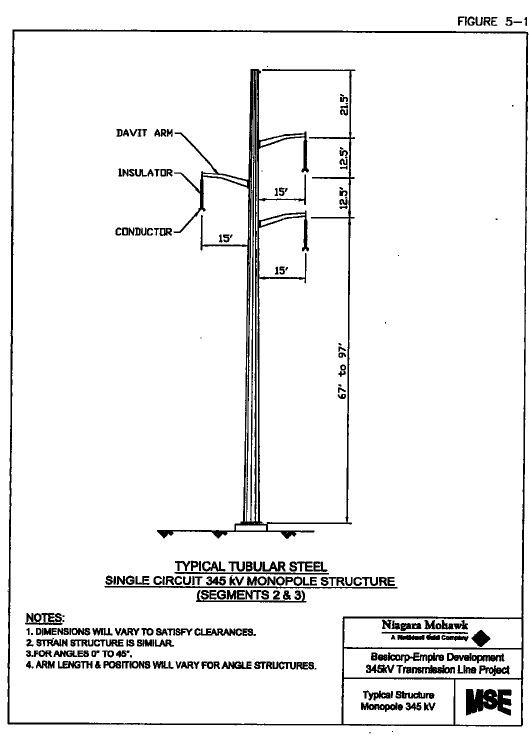 FIGURE 5-1
21.5'
DAVIT ARM
12.5'
INSULATOR
12.5'
15'
CONDUCTOR
15'
15'
67' to 97'
TYPICAL TUBULAR STEEL
SINGLE CIRCUIT 345 kV MONOPOLE STRUCTURE
(SEGMENTS 2 & 3)
NOTES:
1. DIMENSIONS WILL VARY TO SATISFY CLEARANCES.
2. STRAIN STRUCTURE IS SIMILAR.
3.FOR ANGLES 0° TO 45°.
4. ARM LENGTH & POSITIONS WILL VARY FOR ANGLE STRUCTURES.
Niagara Mohawk
A National Grid Company
Besicorp-Empire Development
345kV Transmission Line Project
Typical Structure
Monopole 345 kV
MSE